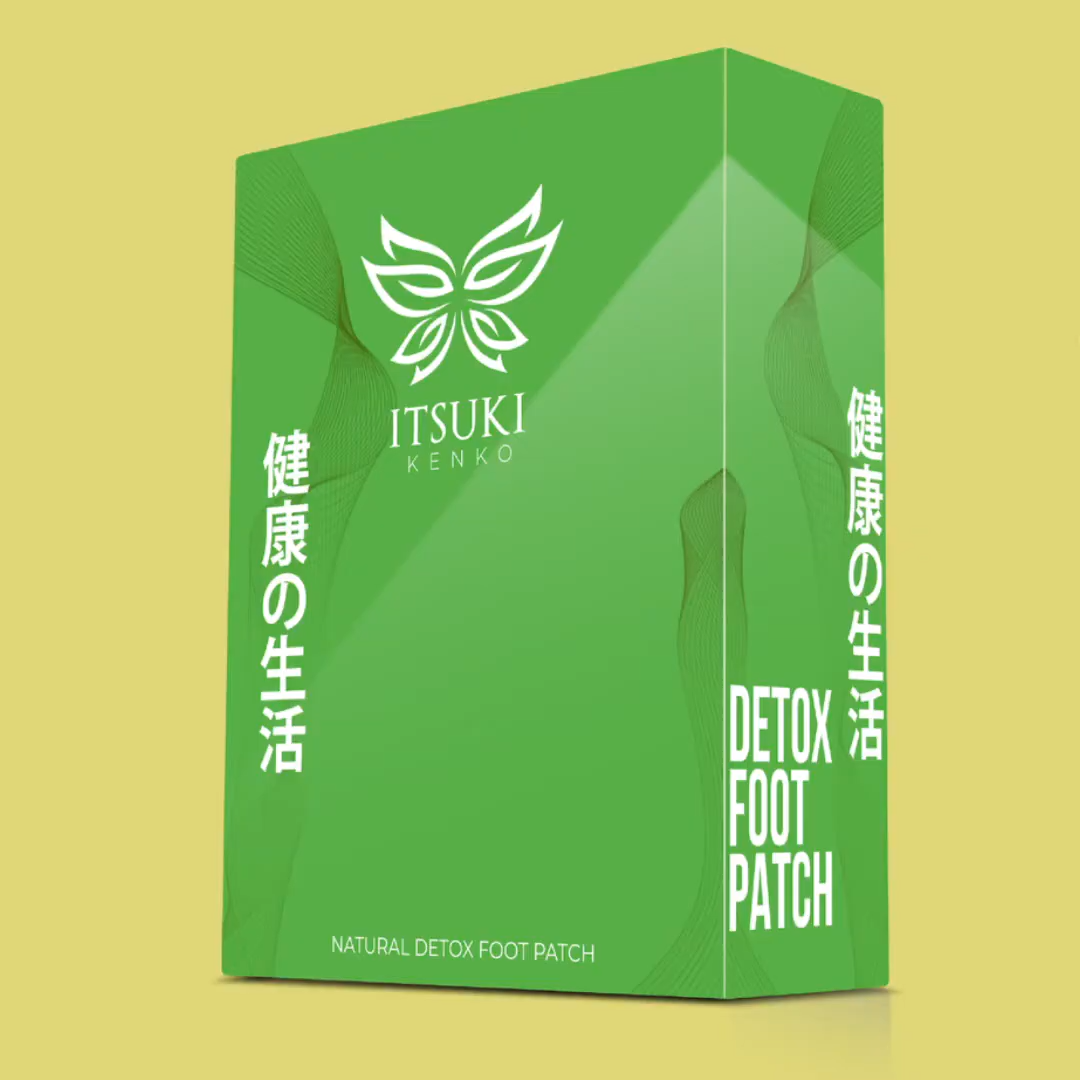 ITSUKI
KENKO
健康の生活
NATURAL DETOX FOOT PATCH
DETOX
FOOT
PATCH
健康の生活